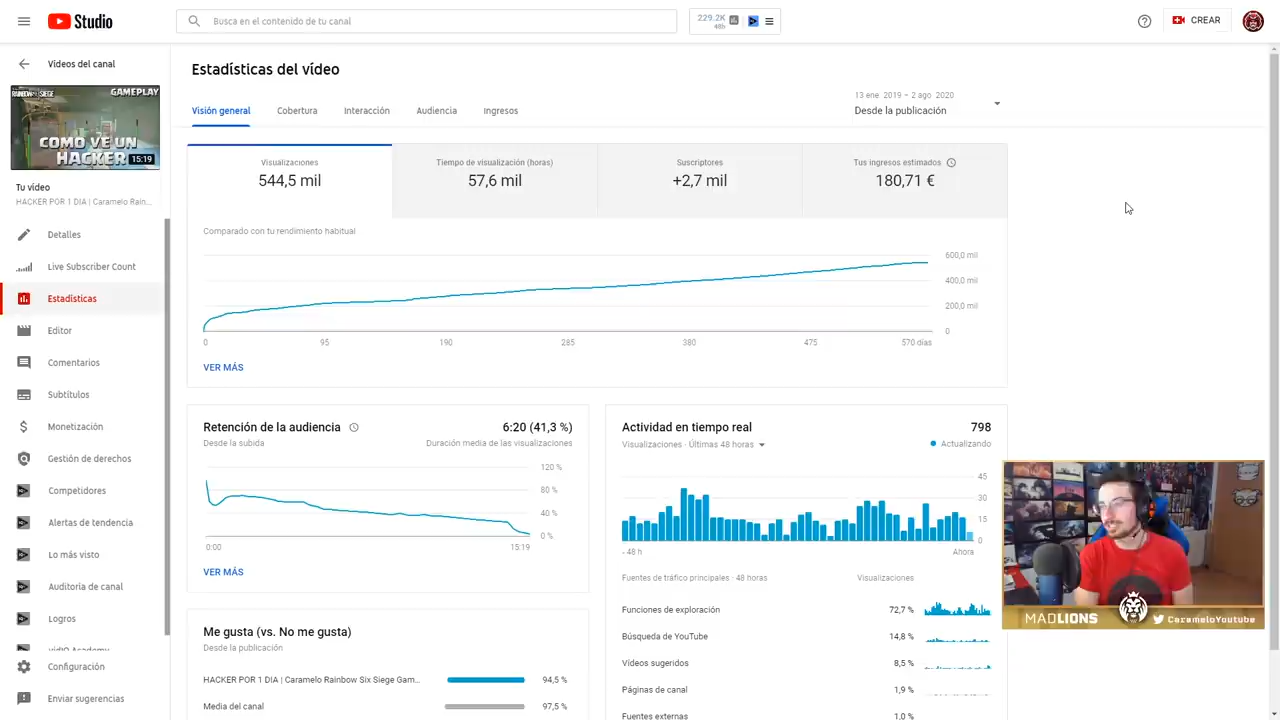 Studio
Busca en el contenido de tu canal
229.2K
48h
CREAR
Vídeos del canal
RAINBOW SIEGE
GAMEPLAY
COMO VE UN
HACKER
15:19
Tu vídeo
HACKER POR 1 DIA | Caramelo Rain...
Detalles
Live Subscriber Count
Estadísticas
Editor
Comentarios
Subtítulos
Monetización
Gestión de derechos
Competidores
Alertas de tendencia
Lo más visto
Auditoría de canal
Logros
vidIQ Academy
Configuración
Enviar sugerencias
Estadísticas del vídeo
Visión general
Cobertura
Interacción
Audiencia
Ingresos
13 ene. 2019 – 2 ago. 2020
Desde la publicación
Visualizaciones
544,5 mil
Tiempo de visualización (horas)
57,6 mil
Suscriptores
+2,7 mil
Tus ingresos estimados
180,71 €
Comparado con tu rendimiento habitual
600,0 mil
400,0 mil
200,0 mil
0
0 95 190 285 380 475 570 días
VER MÁS
Retención de la audiencia
6:20 (41,3 %)
Desde la subida
Duración media de las visualizaciones
120 %
80 %
40 %
0 %
0:00 15:19
VER MÁS
Me gusta (vs. No me gusta)
Desde la publicación
HACKER POR 1 DIA | Caramelo Rainbow Six Siege Gam... 94,5 %
Media del canal 97,5 %
Actividad en tiempo real
798
Visualizaciones · Últimas 48 horas
Actualizando
45
30
15
0
- 48 h Ahora
Fuentes de tráfico principales · 48 horas Visualizaciones
Funciones de exploración 72,7 %
Búsqueda de YouTube 14,8 %
Vídeos sugeridos 8,5 %
Páginas de canal 1,9 %
Fuentes externas 1,0 %
MADLIONS
CarameloYoutube